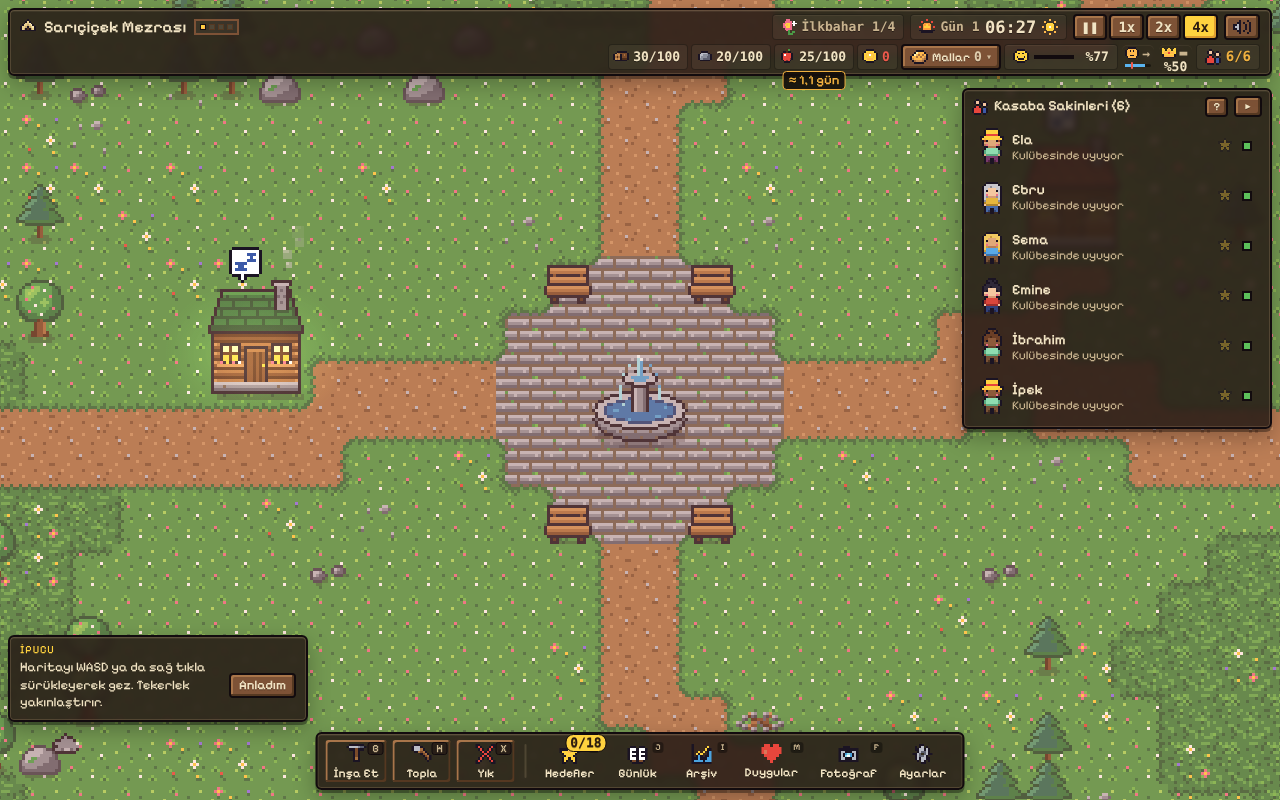 Sarıçiçek Mezrası
İlkbahar 1/4
Gün 1 06:27
1x
2x
4x
30/100
20/100
25/100
0
Mallar 0
%77
%50
6/6
≈ 1.1 gün
Kasaba Sakinleri (6)
?
Ela
Kulübesinde uyuyor
Ebru
Kulübesinde uyuyor
Sema
Kulübesinde uyuyor
Emine
Kulübesinde uyuyor
İbrahim
Kulübesinde uyuyor
İpek
Kulübesinde uyuyor
Z Z
İPUCU
Haritayı WASD ya da sağ tıkla
sürükleyerek gez. Tekerlek
yakınlaştırır.
Anladım
0/18
B
H
X
J
I
M
F
İnşa Et
Topla
Yık
Hedefler
Günlük
Arşiv
Duygular
Fotoğraf
Ayarlar